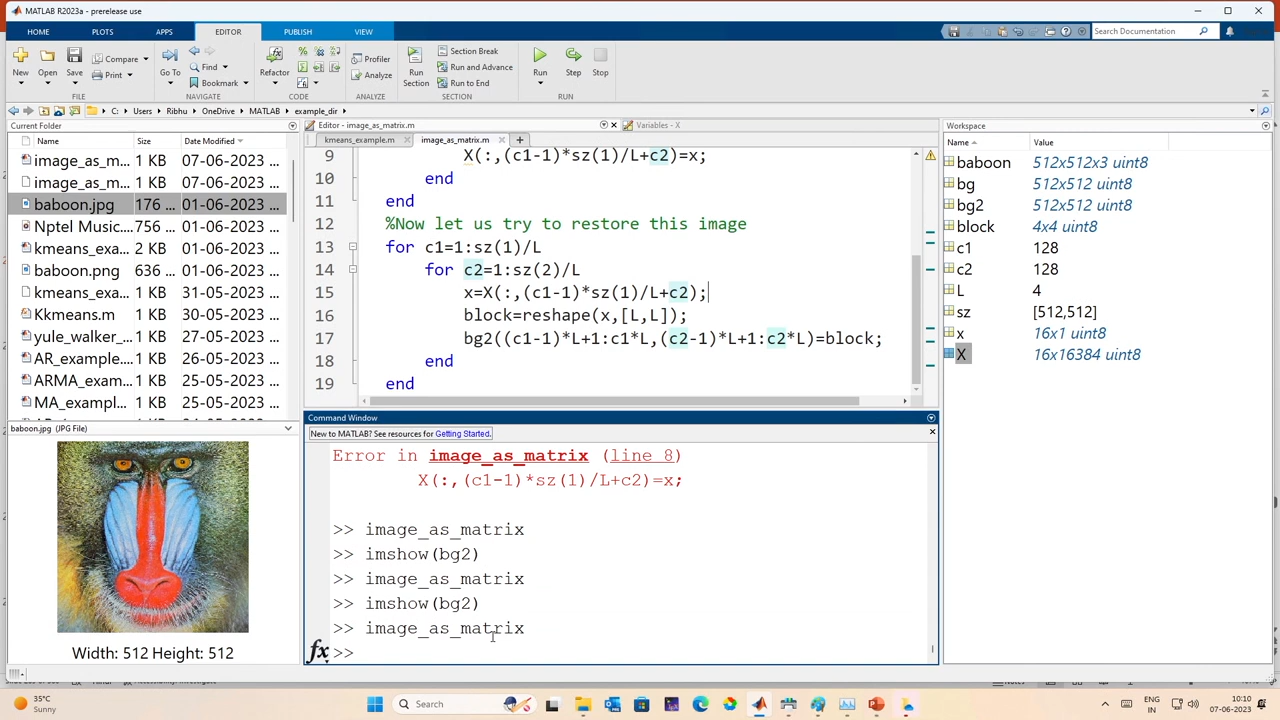 MATLAB R2023a - prerelease use
HOME PLOTS APPS EDITOR PUBLISH VIEW Search Documentation
New Open Save Compare Print Go To Find Bookmark Refactor Profiler Analyze Run Section Section Break Run and Advance Run to End Run Step Stop
FILE NAVIGATE CODE ANALYZE SECTION RUN
C: Users Ribhu OneDrive MATLAB example_dir
Current Folder
Name Size Date Modified
image_as_m... 1 KB 07-06-2023 ...
image_as_m... 1 KB 07-06-2023 ...
baboon.jpg 176 ... 01-06-2023 ...
Nptel Music.... 756 ... 01-06-2023 ...
kmeans_exa... 2 KB 01-06-2023 ...
baboon.png 636 ... 01-06-2023 ...
kmeans_exa... 1 KB 01-06-2023 ...
Kkmeans.m 1 KB 30-05-2023 ...
yule_walker_... 1 KB 26-05-2023 ...
AR_example... 1 KB 26-05-2023 ...
ARMA_exam... 1 KB 25-05-2023 ...
MA_exampl... 1 KB 25-05-2023 ...
baboon.jpg (JPG File)
Width: 512 Height: 512
Editor - image_as_matrix.m Variables - X
kmeans_example.m image_as_matrix.m
9 X(:,(c1-1)*sz(1)/L+c2)=x;
10 end
11 end
12 %Now let us try to restore this image
13 for c1=1:sz(1)/L
14 for c2=1:sz(2)/L
15 x=X(:,(c1-1)*sz(1)/L+c2);
16 block=reshape(x,[L,L]);
17 bg2((c1-1)*L+1:c1*L,(c2-1)*L+1:c2*L)=block;
18 end
19 end
Command Window
New to MATLAB? See resources for Getting Started.
Error in image_as_matrix (line 8)
X(:,(c1-1)*sz(1)/L+c2)=x;
>> image_as_matrix
>> imshow(bg2)
>> image_as_matrix
>> imshow(bg2)
>> image_as_matrix
fx >>
Workspace
Name Value
baboon 512x512x3 uint8
bg 512x512 uint8
bg2 512x512 uint8
block 4x4 uint8
c1 128
c2 128
L 4
sz [512,512]
x 16x1 uint8
X 16x16384 uint8
35°C
Sunny
Search
ENG
IN
10:10
07-06-2023